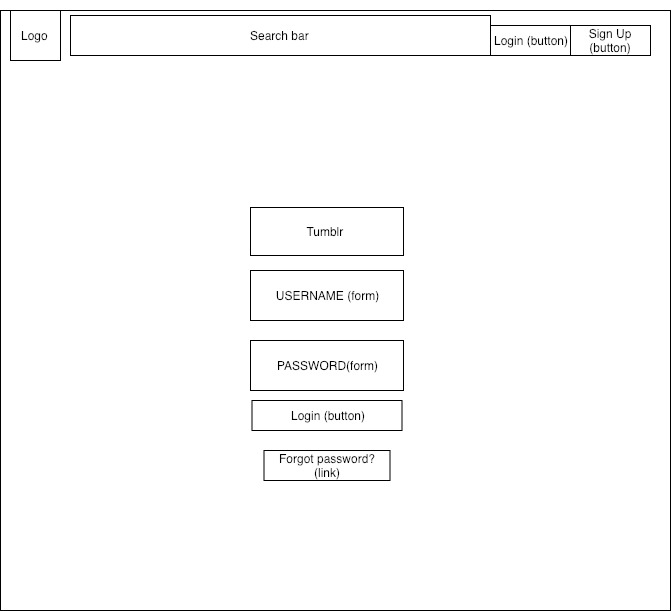 Logo
Search bar
Login (button)
Sign Up
(button)
Tumblr
USERNAME (form)
PASSWORD(form)
Login (button)
Forgot password?
(link)